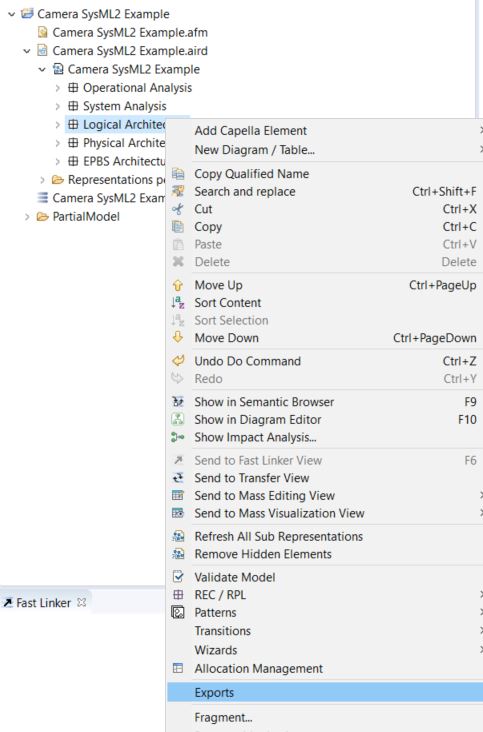 Camera SysML2 Example
Camera SysML2 Example.afm
Camera SysML2 Example.aird
Camera SysML2 Example
Operational Analysis
System Analysis
Logical Architec
Physical Archite
EPBS Architectu
Representations pe
Camera SysML2 Exam
PartialModel
Add Capella Element
New Diagram / Table...
Copy Qualified Name
Search and replace Ctrl+Shift+F
Cut Ctrl+X
Copy Ctrl+C
Paste Ctrl+V
Delete Delete
Move Up Ctrl+PageUp
Sort Content
Sort Selection
Move Down Ctrl+PageDown
Undo Do Command Ctrl+Z
Redo Ctrl+Y
Show in Semantic Browser F9
Show in Diagram Editor F10
Show Impact Analysis...
Send to Fast Linker View F6
Send to Transfer View
Send to Mass Editing View
Send to Mass Visualization View
Refresh All Sub Representations
Remove Hidden Elements
Validate Model
REC / RPL
Patterns
Transitions
Wizards
Allocation Management
Exports
Fragment...
Fast Linker